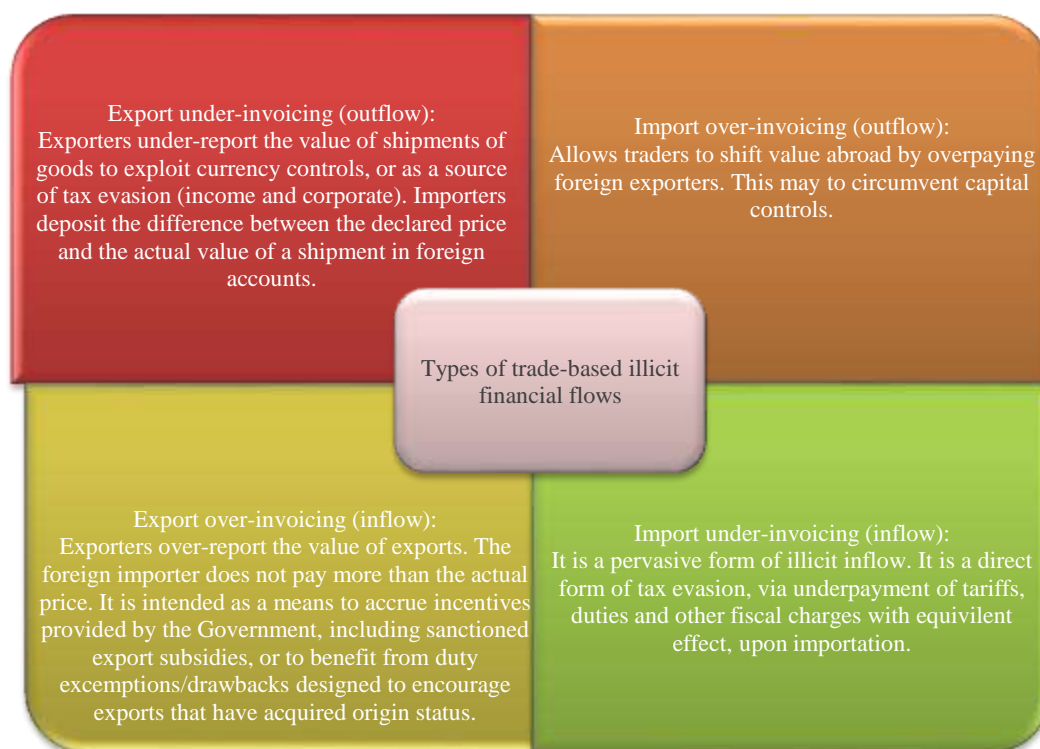 Export under-invoicing (outflow):
Exporters under-report the value of shipments of
goods to exploit currency controls, or as a source
of tax evasion (income and corporate). Importers
deposit the difference between the declared price
and the actual value of a shipment in foreign
accounts.
Import over-invoicing (outflow):
Allows traders to shift value abroad by overpaying
foreign exporters. This may to circumvent capital
controls.
Types of trade-based illicit
financial flows
Export over-invoicing (inflow):
Exporters over-report the value of exports. The
foreign importer does not pay more than the actual
price. It is intended as a means to accrue incentives
provided by the Government, including sanctioned
export subsidies, or to benefit from duty
excemptions/drawbacks designed to encourage
exports that have acquired origin status.
Import under-invoicing (inflow):
It is a pervasive form of illicit inflow. It is a direct
form of tax evasion, via underpayment of tariffs,
duties and other fiscal charges with equivilent
effect, upon importation.